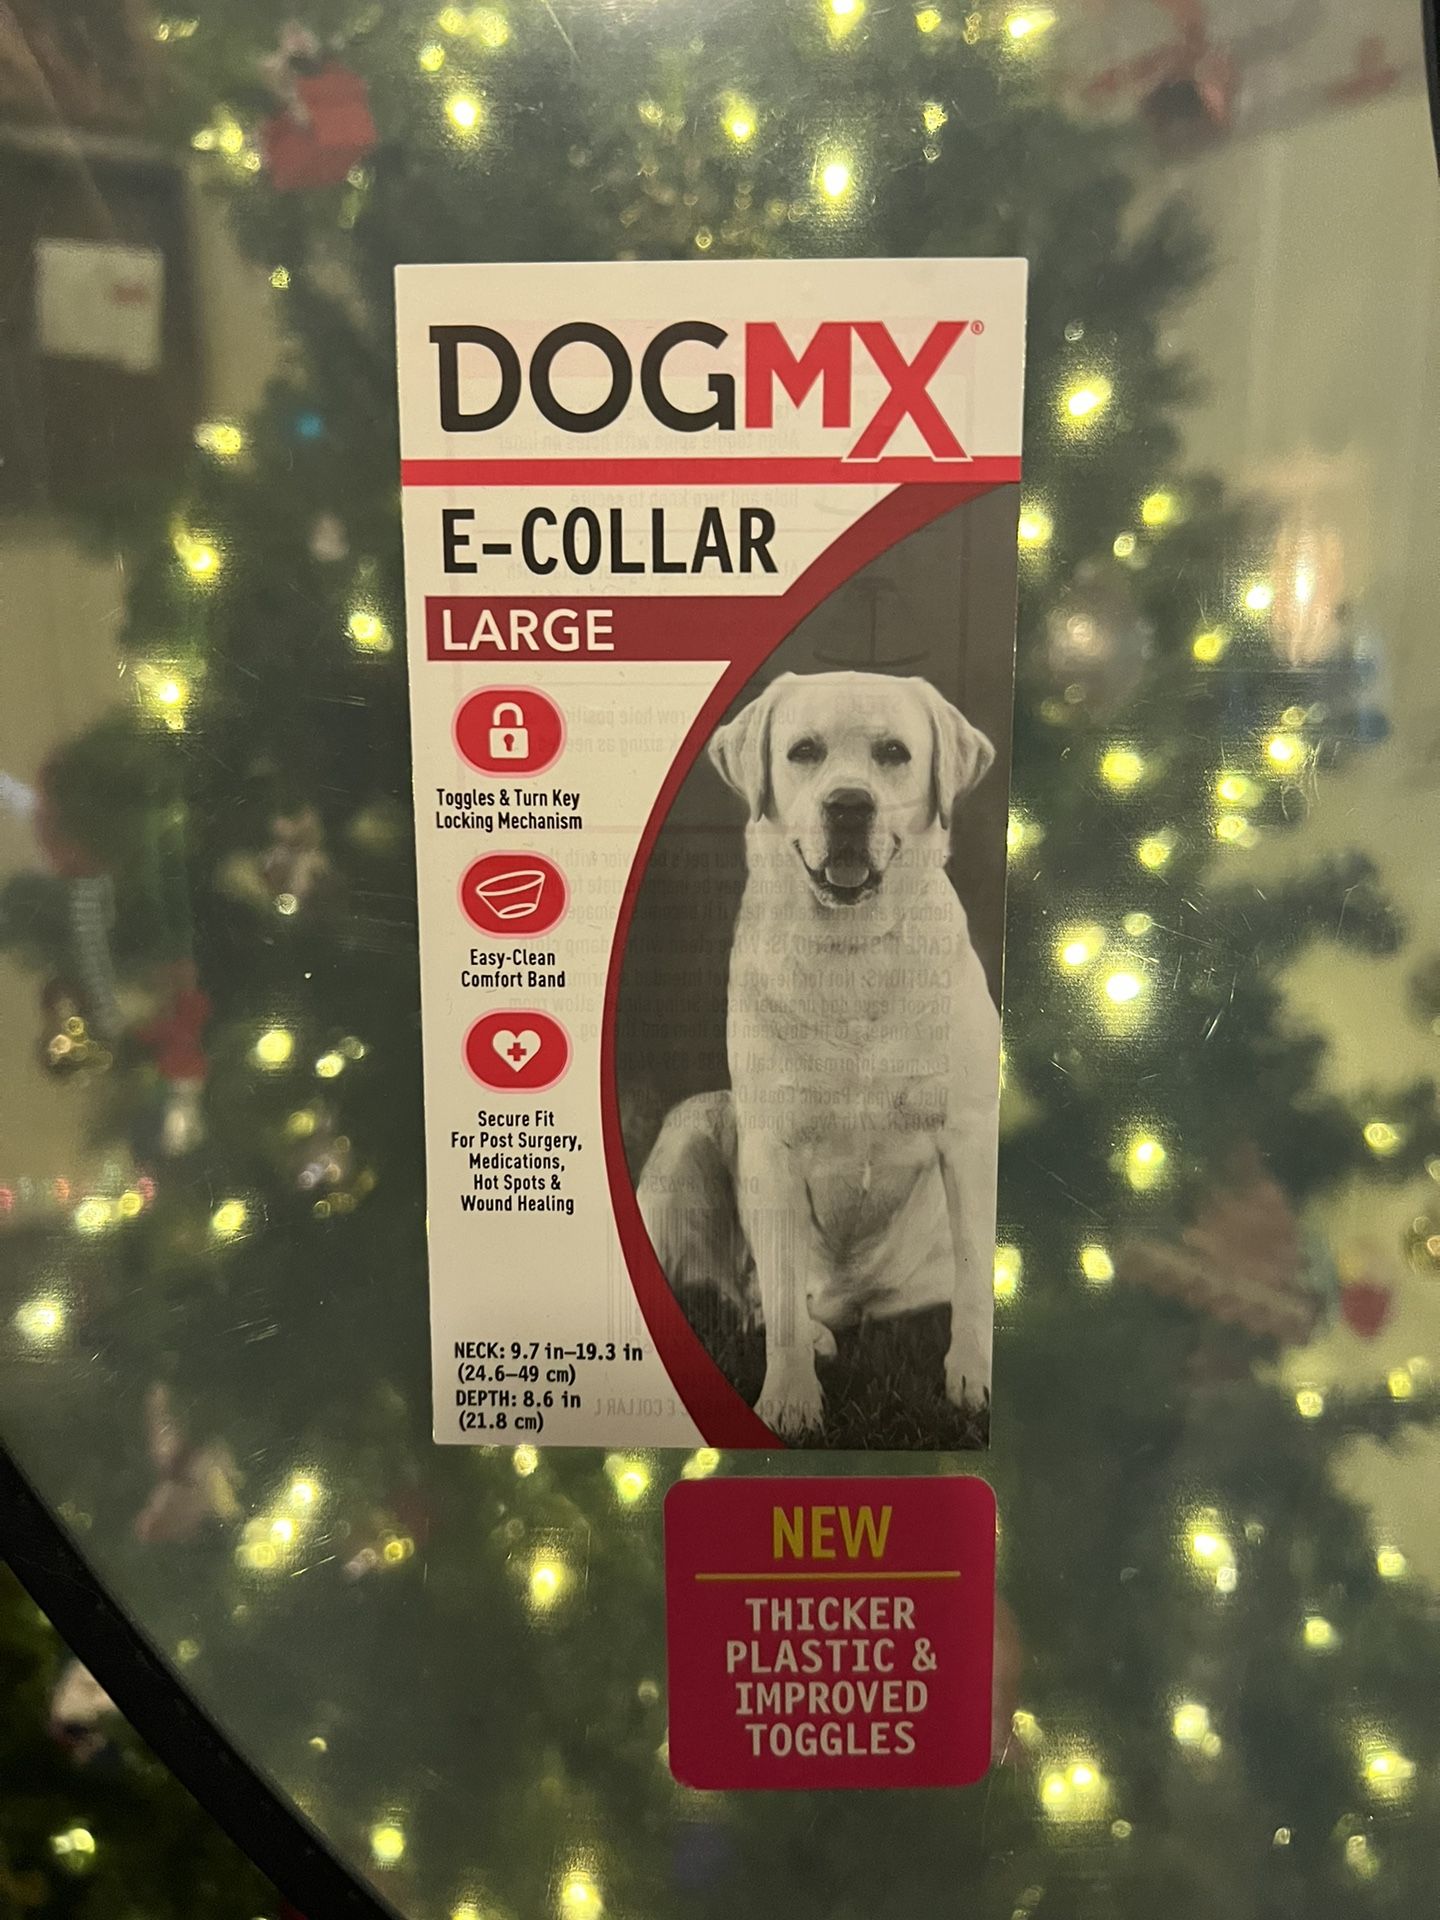 DOGMX®
E-COLLAR
LARGE
Toggles & Turn Key
Locking Mechanism
Easy-Clean
Comfort Band
Secure Fit
For Post Surgery,
Medications,
Hot Spots &
Wound Healing
NECK: 9.7 in–19.3 in
(24.6–49 cm)
DEPTH: 8.6 in
(21.8 cm)
NEW
THICKER
PLASTIC &
IMPROVED
TOGGLES